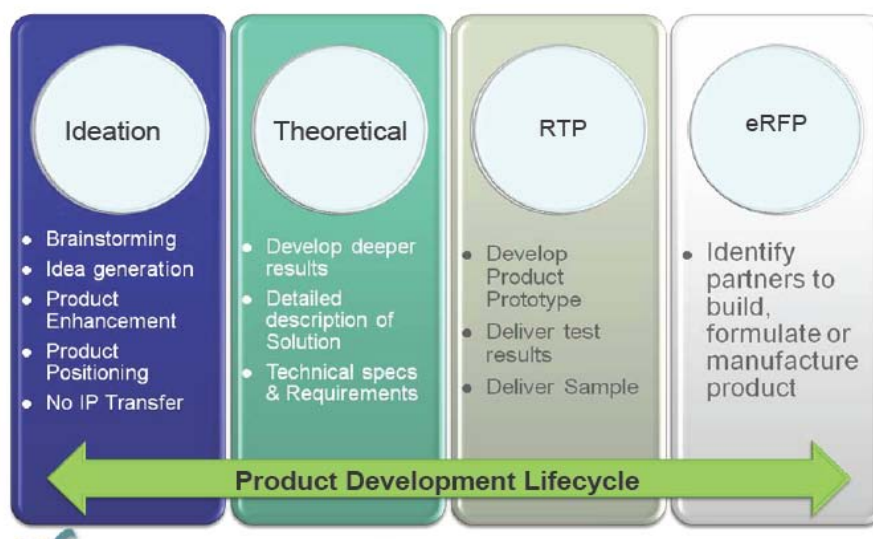 Ideation
Brainstorming
Idea generation
Product
Enhancement
Product
Positioning
No IP Transfer
Theoretical
Develop deeper
results
Detailed
description of
Solution
Technical specs
& Requirements
RTP
Develop
Product
Prototype
Deliver test
results
Deliver Sample
eRFP
Identify
partners to
build,
formulate or
manufacture
product
Product Development Lifecycle